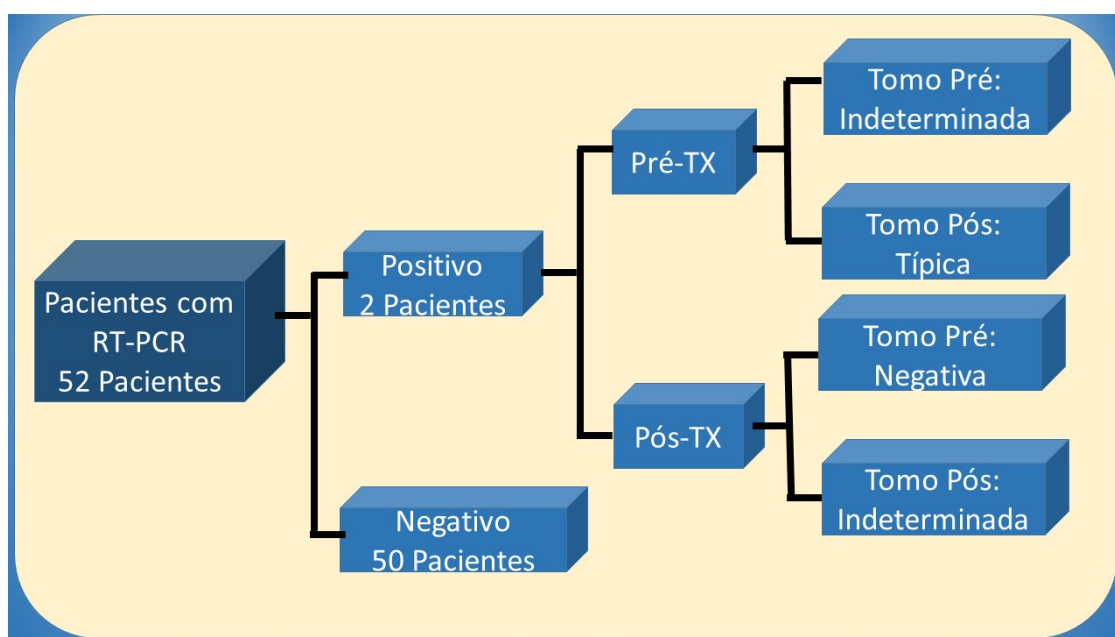 Pacientes com
RT-PCR
52 Pacientes
Positivo
2 Pacientes
Negativo
50 Pacientes
Pré-TX
Pós-TX
Tomo Pré:
Indeterminada
Tomo Pós:
Típica
Tomo Pré:
Negativa
Tomo Pós:
Indeterminada